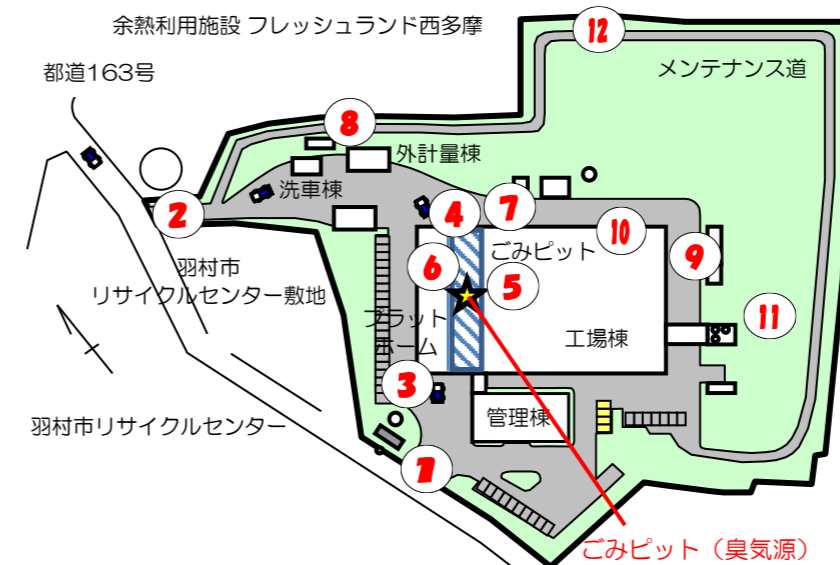 余熱利用施設 フレッシュランド西多摩
12
都道163号
メンテナンス道
8
外計量棟
洗車棟
2
4
7
10
ごみピット
9
羽村市
リサイクルセンター敷地
6
5
プラット
ホーム
工場棟
11
3
管理棟
羽村市リサイクルセンター
1
ごみピット（臭気源）